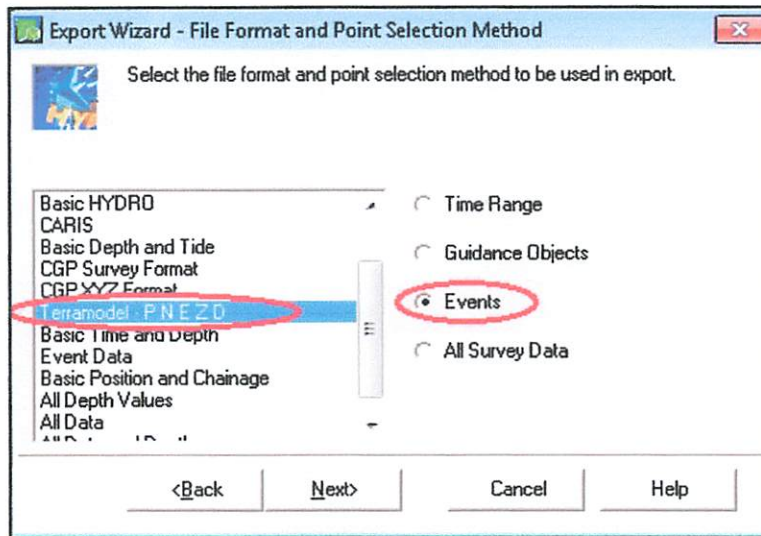 Export Wizard - File Format and Point Selection Method
Select the file format and point selection method to be used in export.
Basic HYDRO
CARIS
Basic Depth and Tide
CGP Survey Format
CGP XYZ Format
Terramodel - P N E Z D
Basic Time and Depth
Event Data
Basic Position and Chainage
All Depth Values
All Data
Time Range
Guidance Objects
Events
All Survey Data
<Back
Next>
Cancel
Help